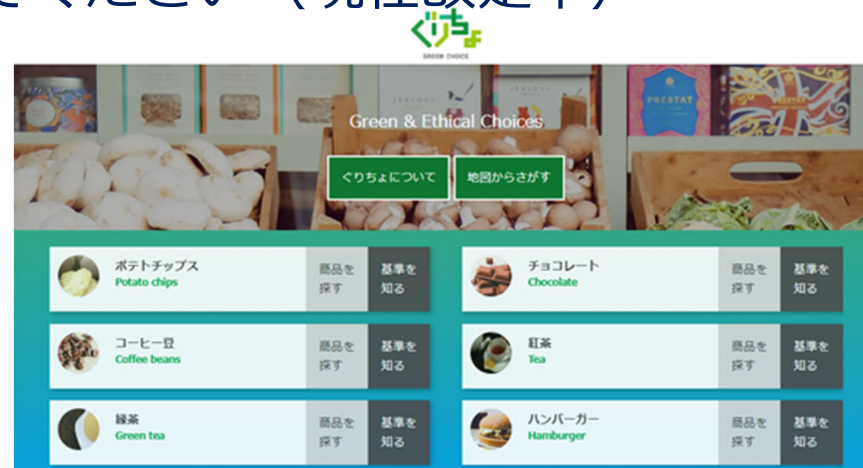 ください
ぐりちょ
GREEN CHOICE
JEALOUS
PRESTAT
Green & Ethical Choices
ぐりちょについて
地図からさがす
ポテトチップス
Potato chips
商品を
探す
基準を
知る
チョコレート
Chocolate
商品を
探す
基準を
知る
コーヒー豆
Coffee beans
商品を
探す
基準を
知る
紅茶
Tea
商品を
探す
基準を
知る
緑茶
Green tea
商品を
探す
基準を
知る
ハンバーガー
Hamburger
商品を
探す
基準を
知る